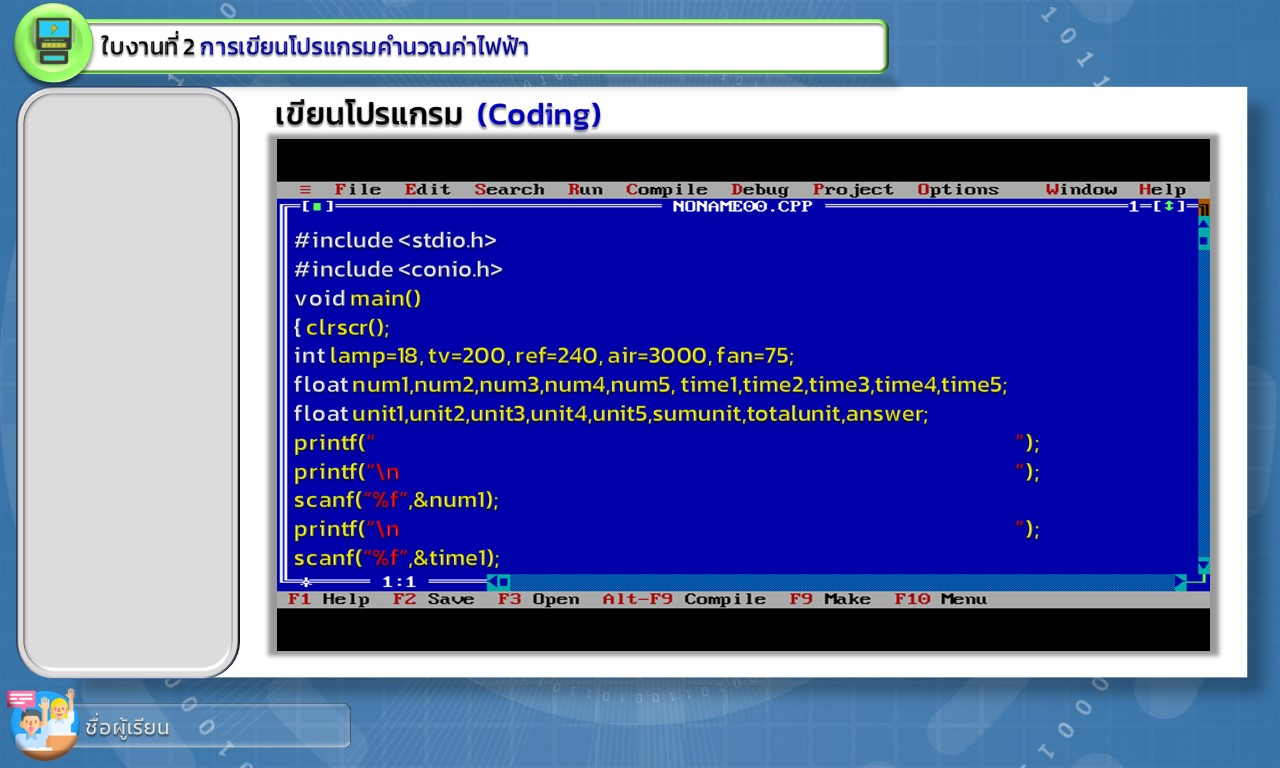 ใบงานที่ 2 การเขียนโปรแกรมคำนวณค่าไฟฟ้า
เขียนโปรแกรม (Coding)
≡ File Edit Search Run Compile Debug Project Options Window Help
[■] NONAME00.CPP 1=[↕]
#include <stdio.h>
#include <conio.h>
void main()
{ clrscr();
int lamp=18, tv=200, ref=240, air=3000, fan=75;
float num1,num2,num3,num4,num5, time1,time2,time3,time4,time5;
float unit1,unit2,unit3,unit4,unit5,sumunit,totalunit,answer;
printf(“ ”);
printf(“\n ”);
scanf(“%f”,&num1);
printf(“\n ”);
scanf(“%f”,&time1);
1:1
F1 Help F2 Save F3 Open Alt-F9 Compile F9 Make F10 Menu
ชื่อผู้เรียน